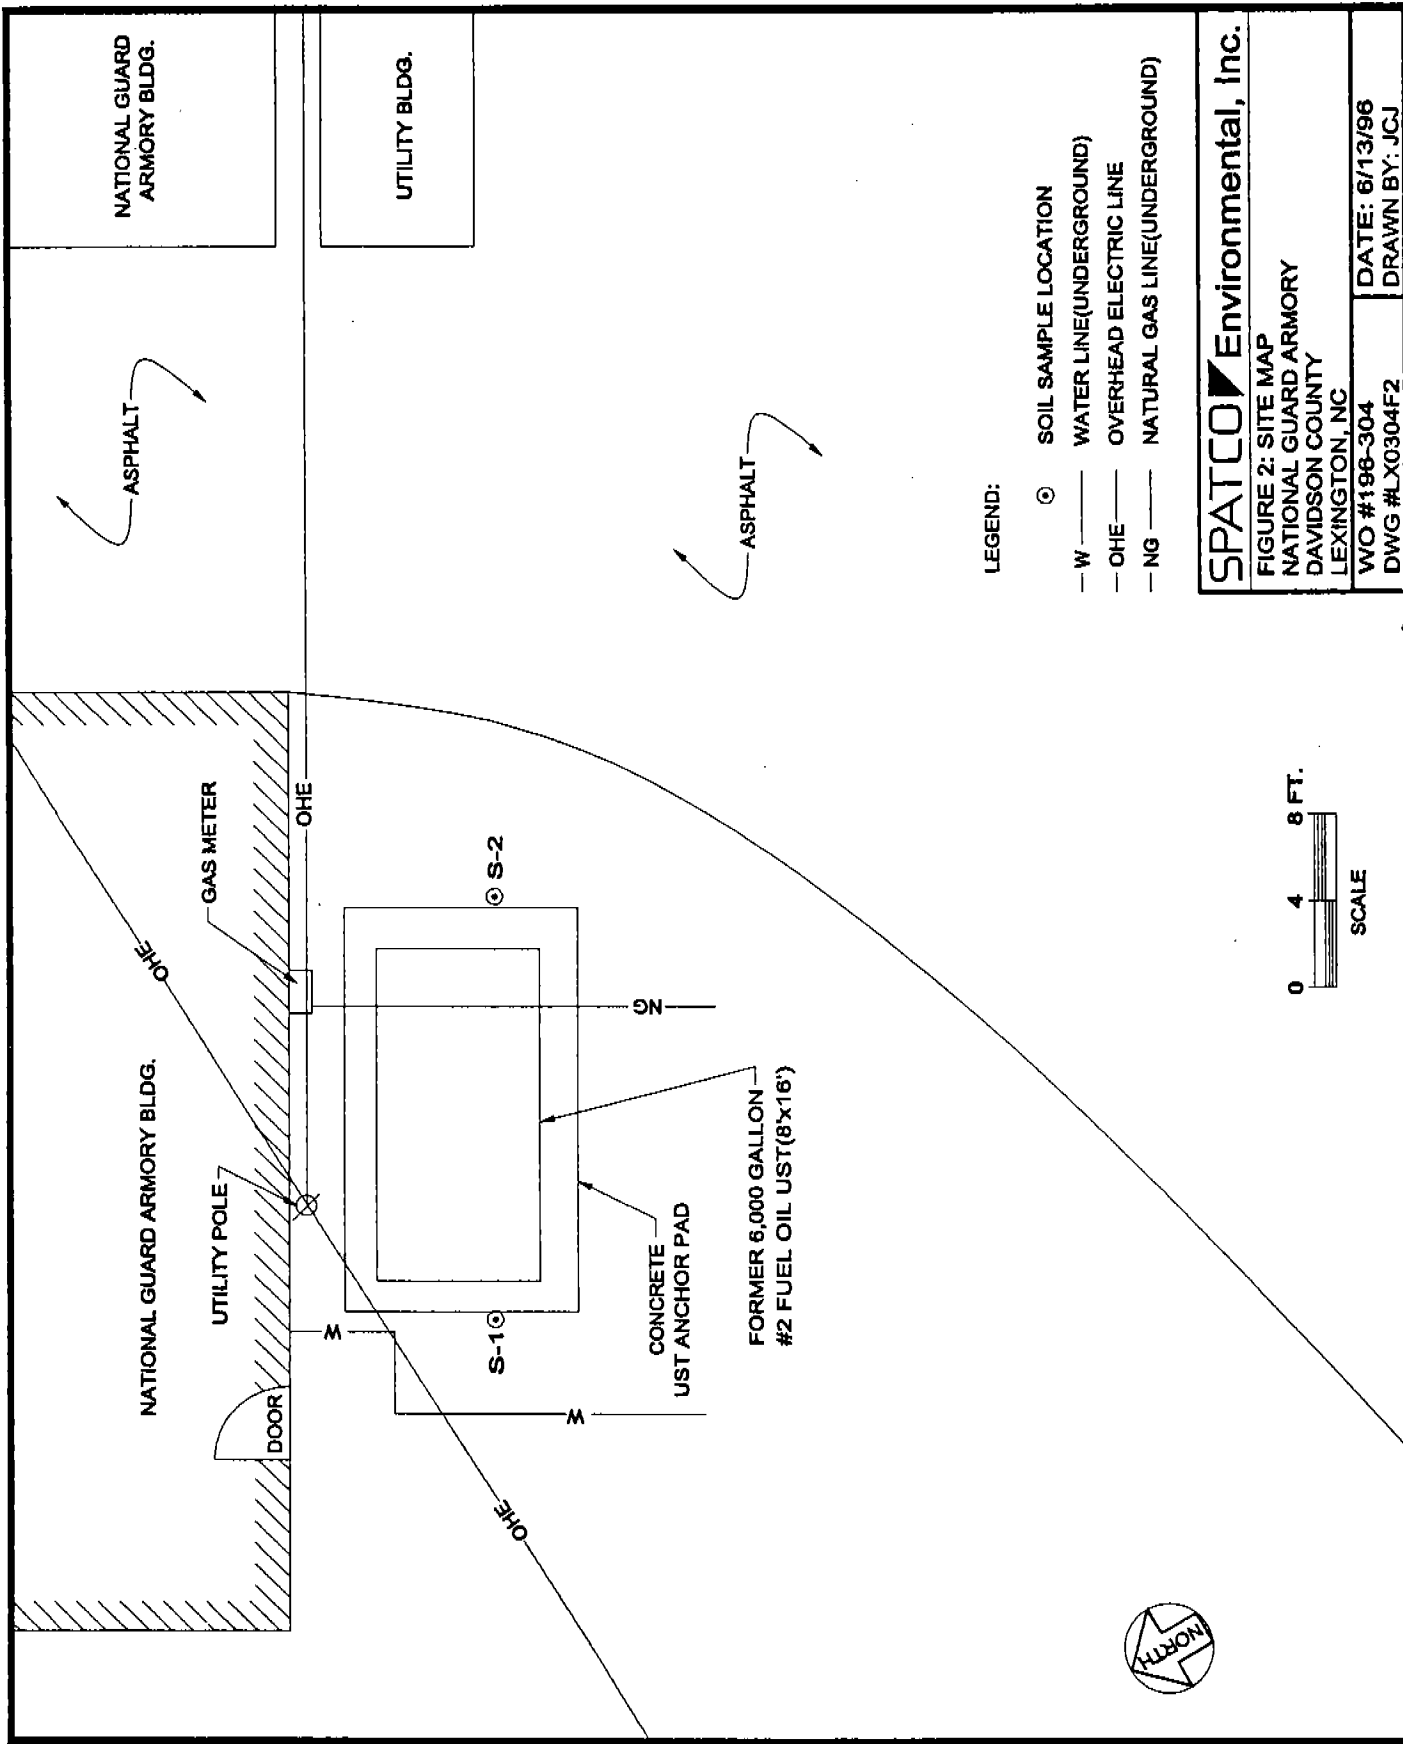 NATIONAL GUARD
ARMORY BLDG.
UTILITY BLDG.
ASPHALT
ASPHALT
NATIONAL GUARD ARMORY BLDG.
GAS METER
UTILITY POLE
DOOR
OHE
OHE
OHE
W
W
NG
S-1
S-2
CONCRETE
UST ANCHOR PAD
FORMER 6,000 GALLON
#2 FUEL OIL UST(8'x16')
LEGEND:
SOIL SAMPLE LOCATION
W WATER LINE(UNDERGROUND)
OHE OVERHEAD ELECTRIC LINE
NG NATURAL GAS LINE(UNDERGROUND)
NORTH
0 4 8 FT.
SCALE
SPATCO Environmental, Inc.
FIGURE 2: SITE MAP
NATIONAL GUARD ARMORY
DAVIDSON COUNTY
LEXINGTON, NC
WO #196-304
DATE: 6/13/96
DWG #LX0304F2
DRAWN BY: JCJ